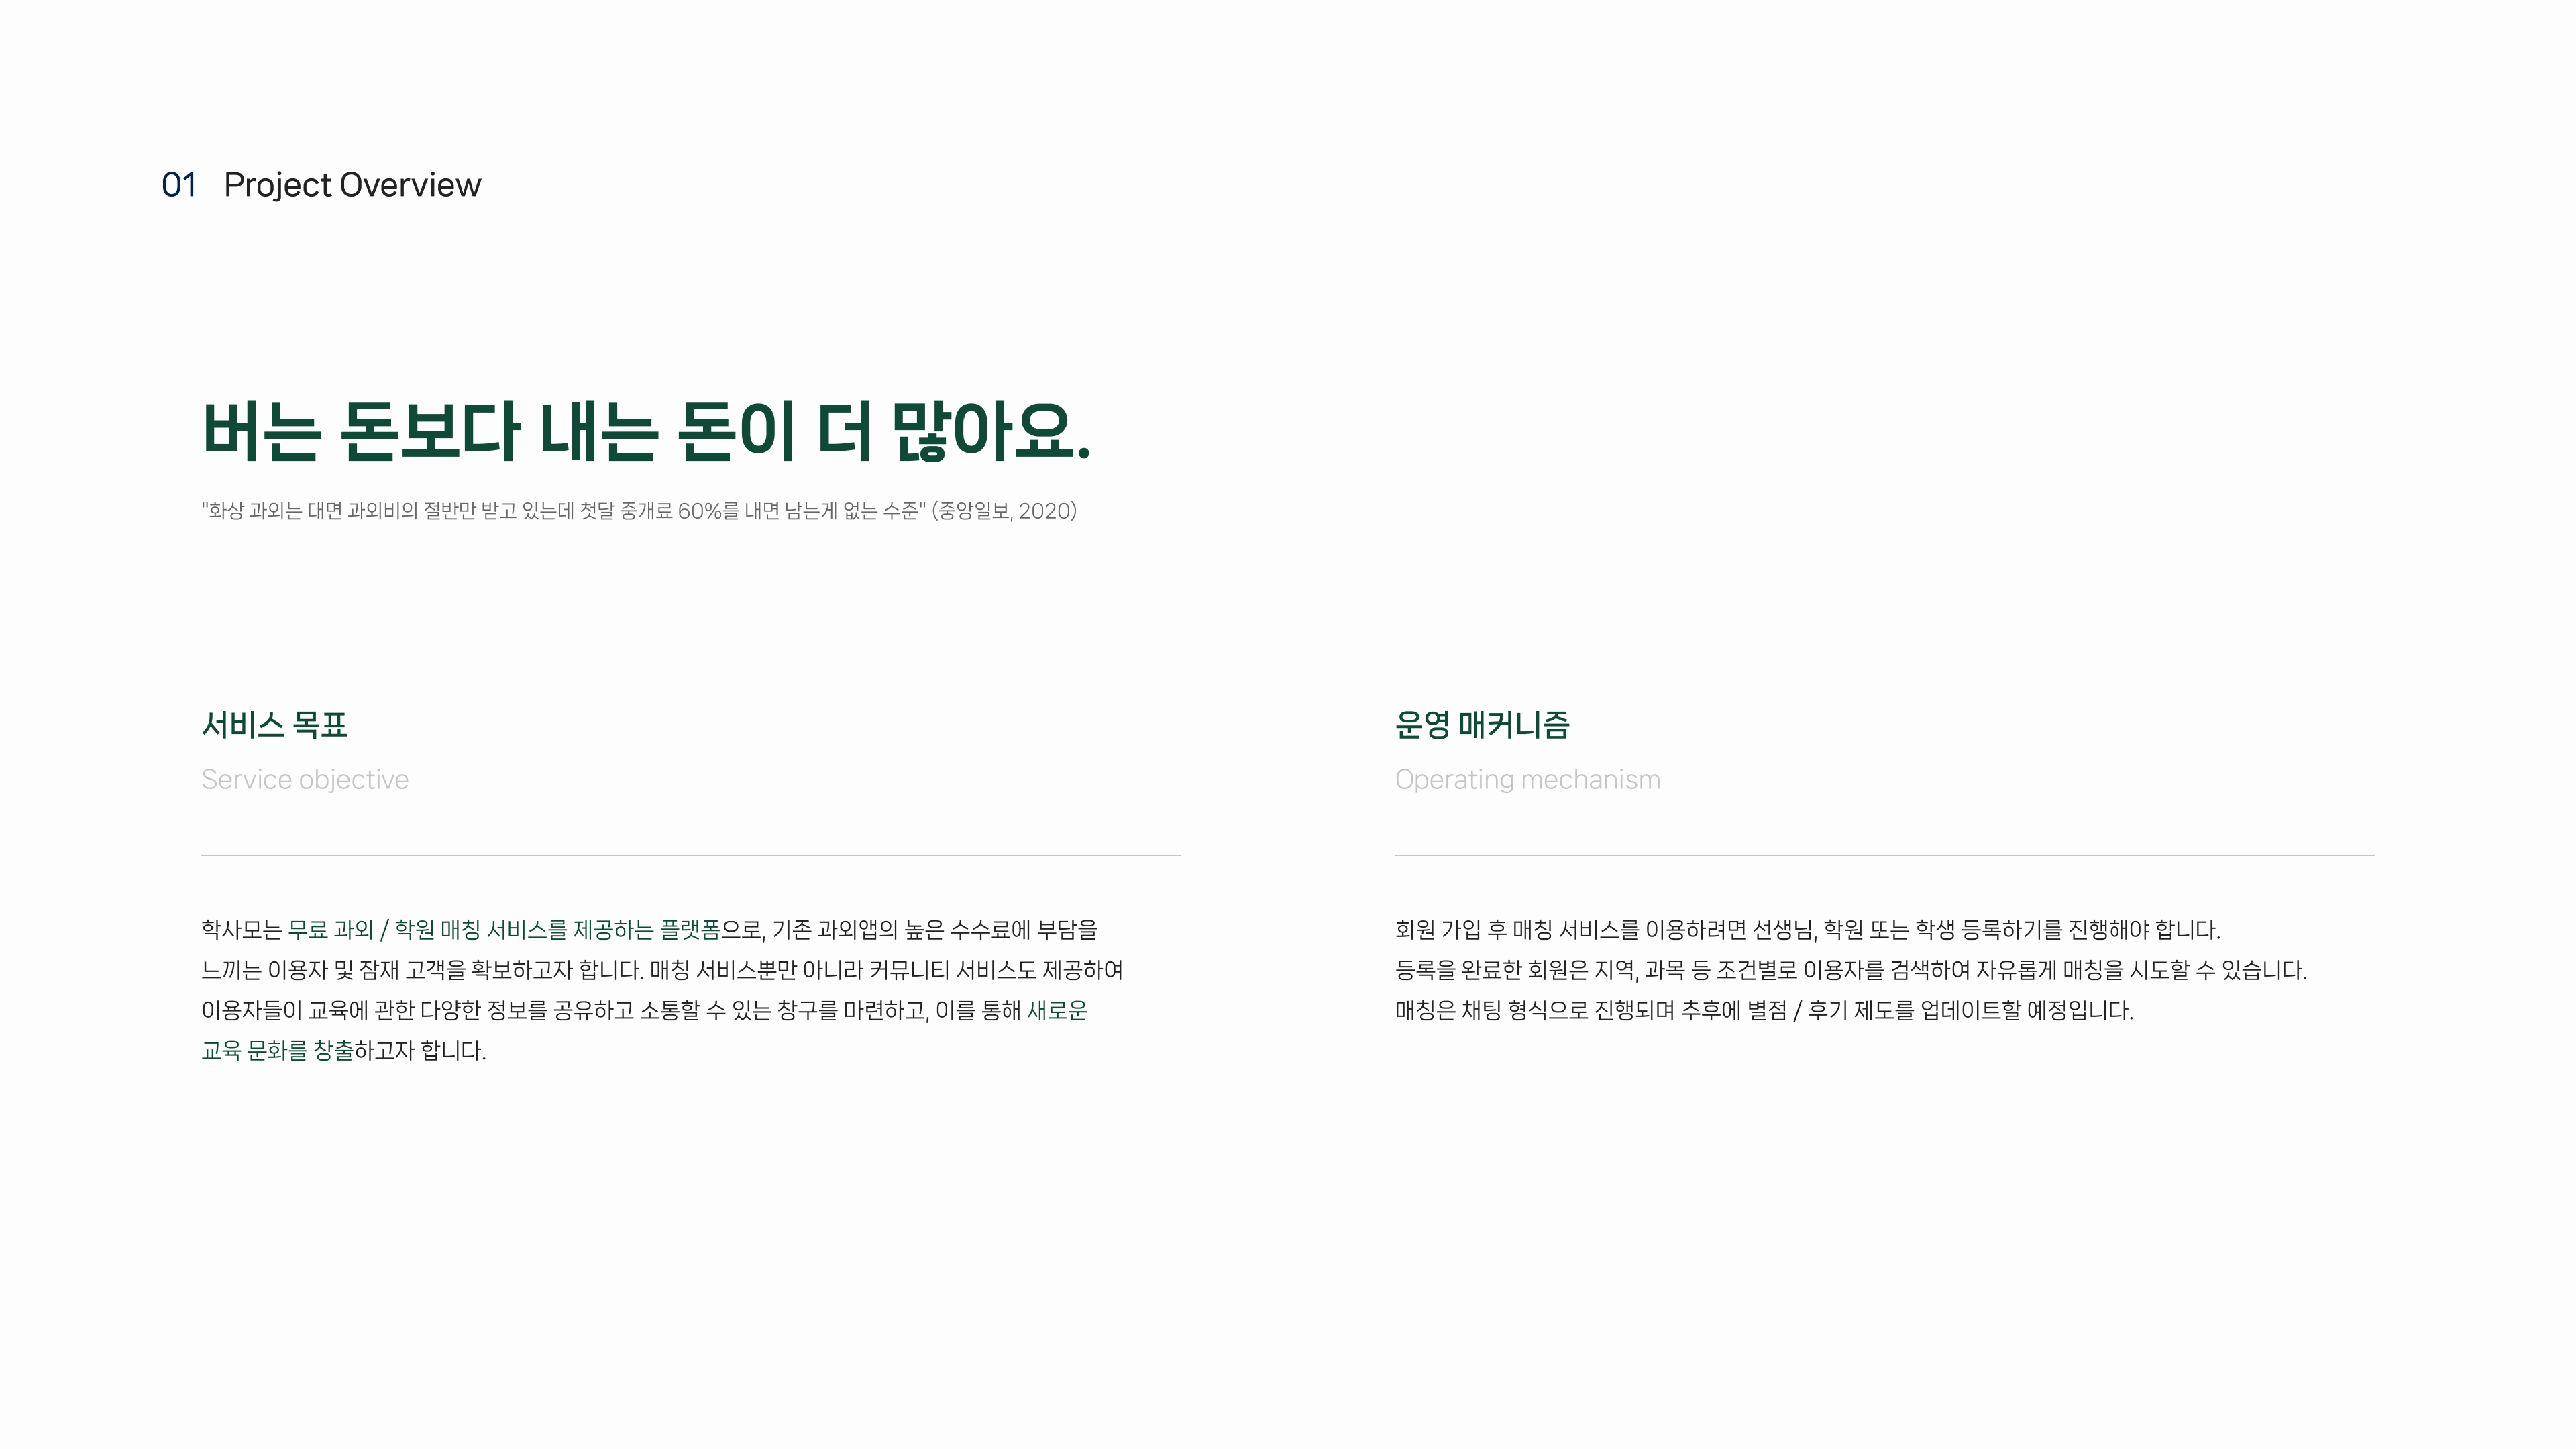 01 Project Overview
버는 돈보다 내는 돈이 더 많아요.
"화상 과외는 대면 과외비의 절반만 받고 있는데 첫달 중개료 60%를 내면 남는게 없는 수준" (중앙일보, 2020)
서비스 목표
Service objective
학사모는 무료 과외 / 학원 매칭 서비스를 제공하는 플랫폼으로, 기존 과외앱의 높은 수수료에 부담을
느끼는 이용자 및 잠재 고객을 확보하고자 합니다. 매칭 서비스뿐만 아니라 커뮤니티 서비스도 제공하여
이용자들이 교육에 관한 다양한 정보를 공유하고 소통할 수 있는 창구를 마련하고, 이를 통해 새로운
교육 문화를 창출하고자 합니다.
운영 매커니즘
Operating mechanism
회원 가입 후 매칭 서비스를 이용하려면 선생님, 학원 또는 학생 등록하기를 진행해야 합니다.
등록을 완료한 회원은 지역, 과목 등 조건별로 이용자를 검색하여 자유롭게 매칭을 시도할 수 있습니다.
매칭은 채팅 형식으로 진행되며 추후에 별점 / 후기 제도를 업데이트할 예정입니다.